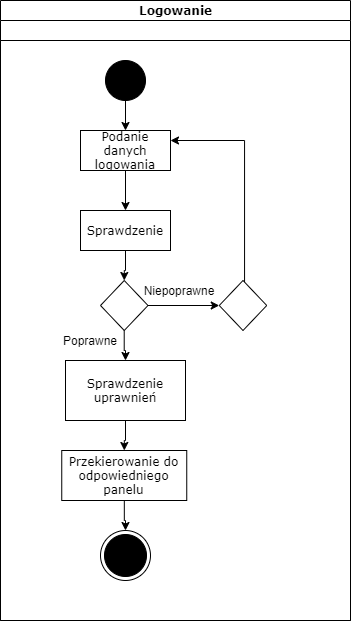 Logowanie
Podanie
danych
logowania
Sprawdzenie
Niepoprawne
Poprawne
Sprawdzenie
uprawnień
Przekierowanie do
odpowiedniego
panelu